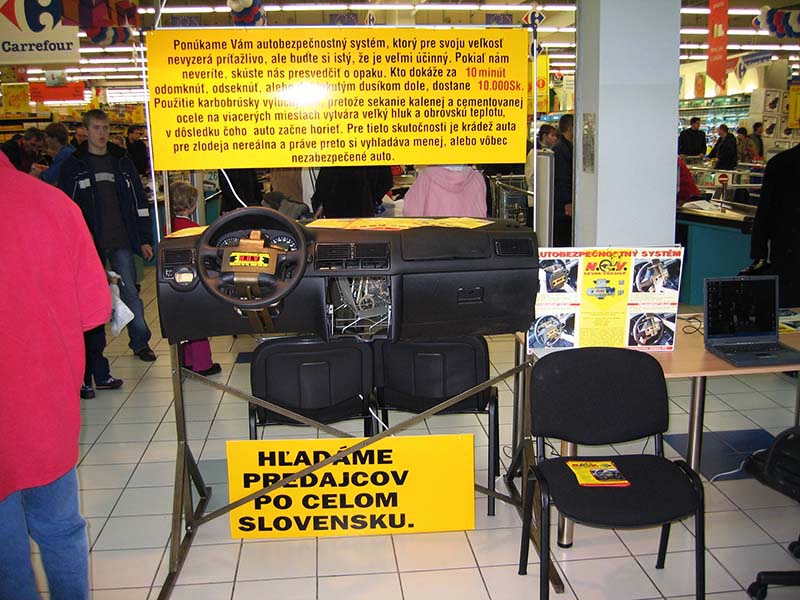 Carrefour
Ponúkame Vám autobezpečnostný systém, ktorý pre svoju veľkosť
nevyzerá príťažlivo, ale buďte si istý, že je veľmi účinný. Pokiaľ nám
neveríte, skúste nás presvedčiť o opaku. Kto dokáže za 10 minút
odomknúť, odseknúť, alebo kutým dusíkom dole, dostane 10.000Sk.
Použitie karbobrúsky pretože sekanie kalenej a cementovanej
ocele na viacerých miestach vytvára veľký hluk a obrovskú teplotu,
v dôsledku čoho auto začne horieť. Pre tieto skutočnosti je krádež auta
pre zlodeja nereálna a práve preto si vyhľadáva menej, alebo vôbec
nezabezpečené auto.
AUTOBEZPEČNOSTNÝ SYSTÉM
HĽADÁME
PREDAJCOV
PO CELOM
SLOVENSKU.